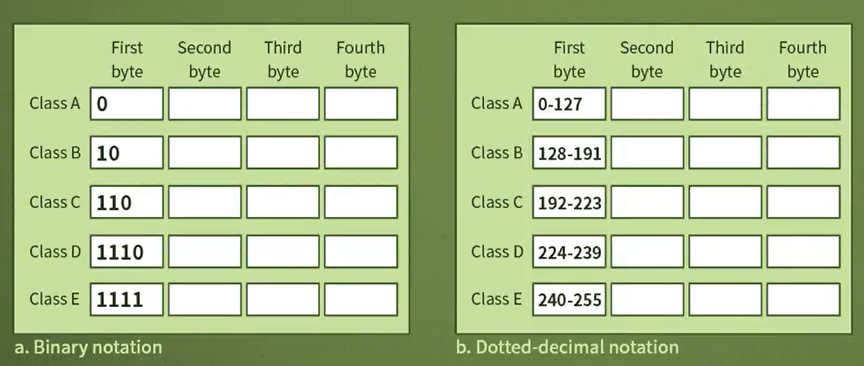 First Second Third Fourth
byte byte byte byte
Class A 0
Class B 10
Class C 110
Class D 1110
Class E 1111
a. Binary notation
First Second Third Fourth
byte byte byte byte
Class A 0-127
Class B 128-191
Class C 192-223
Class D 224-239
Class E 240-255
b. Dotted-decimal notation